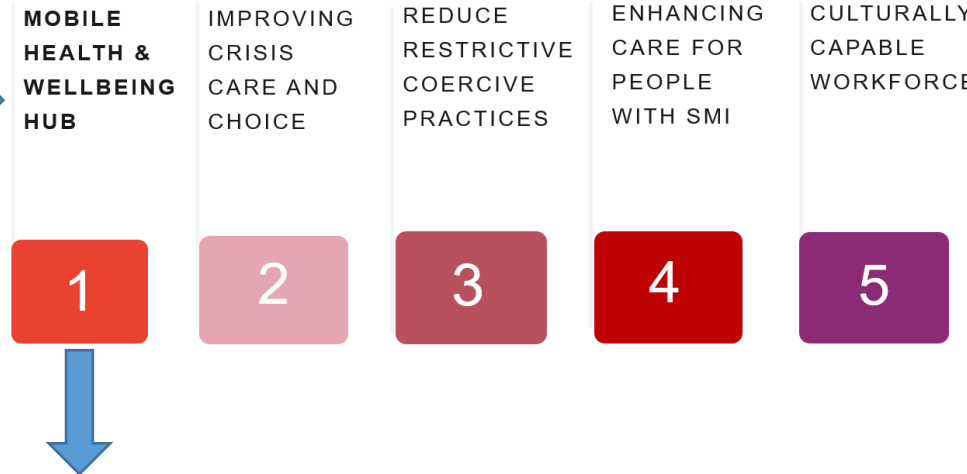 MOBILE
HEALTH &
WELLBEING
HUB
IMPROVING
CRISIS
CARE AND
CHOICE
REDUCE
RESTRICTIVE
COERCIVE
PRACTICES
ENHANCING
CARE FOR
PEOPLE
WITH SMI
CULTURALLY
CAPABLE
WORKFORCE
1
2
3
4
5